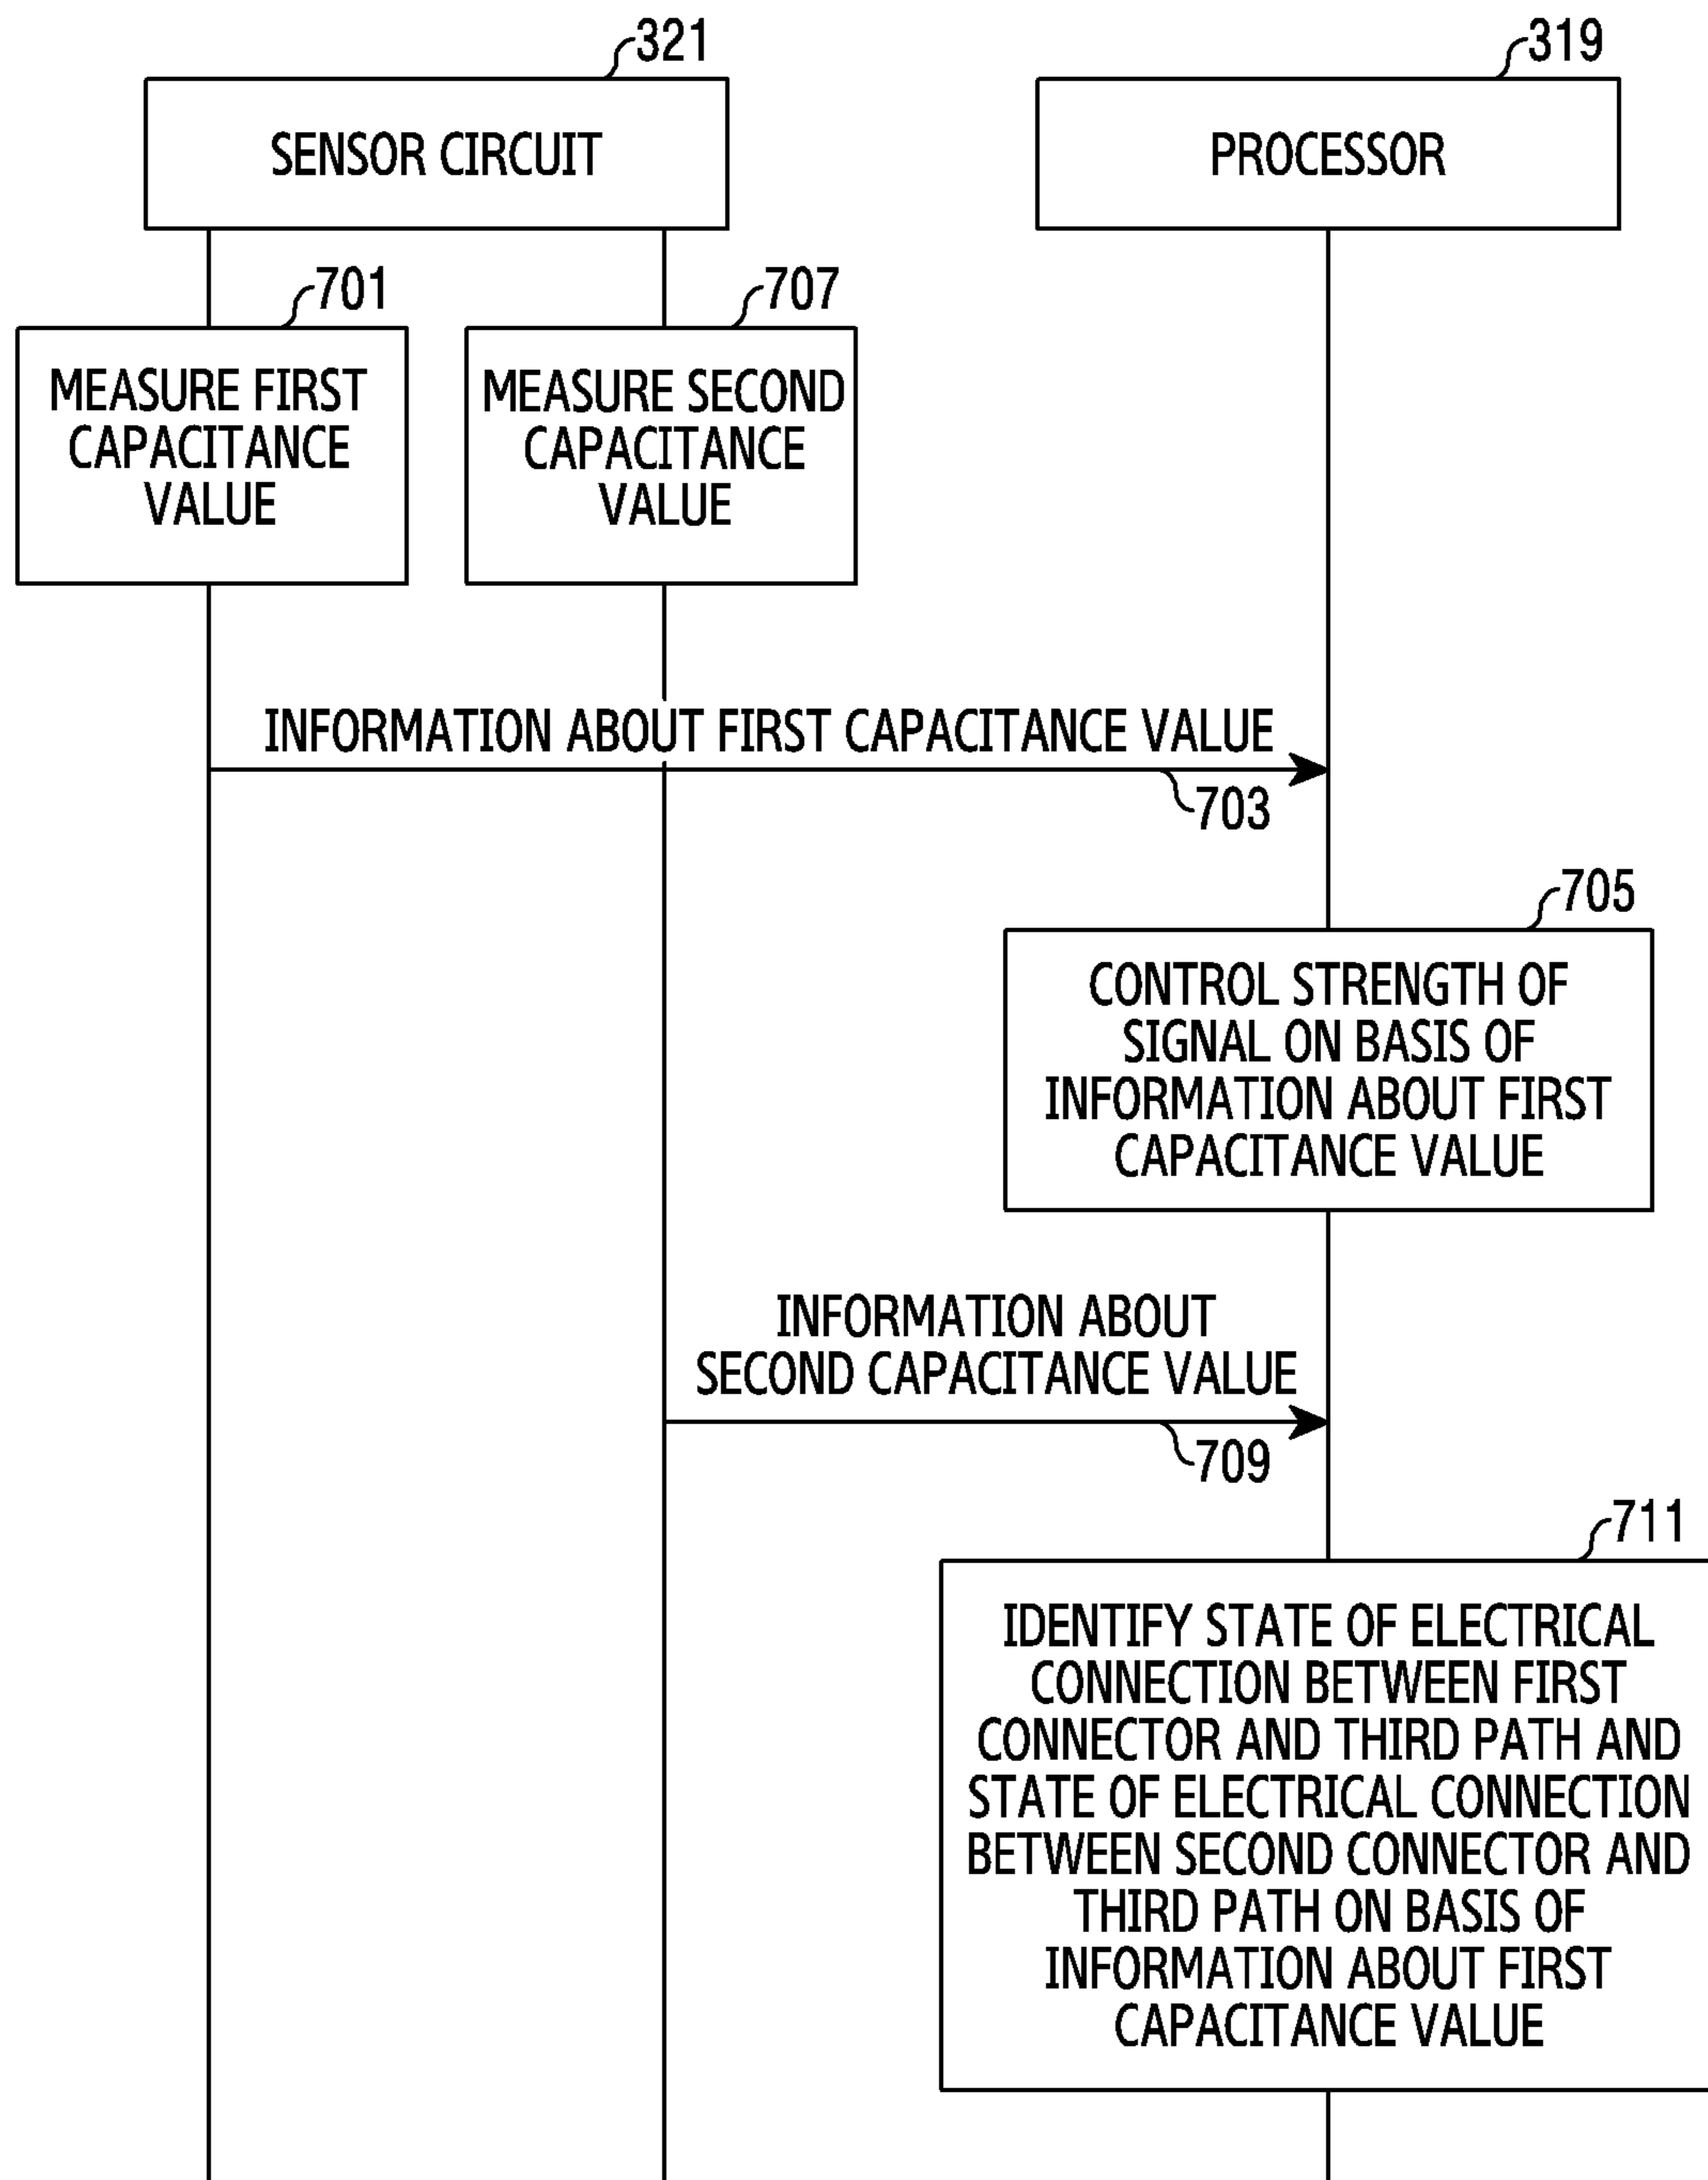 321
319
SENSOR CIRCUIT
PROCESSOR
701
707
MEASURE FIRST
CAPACITANCE
VALUE
MEASURE SECOND
CAPACITANCE
VALUE
INFORMATION ABOUT FIRST CAPACITANCE VALUE
703
705
CONTROL STRENGTH OF
SIGNAL ON BASIS OF
INFORMATION ABOUT FIRST
CAPACITANCE VALUE
INFORMATION ABOUT
SECOND CAPACITANCE VALUE
709
711
IDENTIFY STATE OF ELECTRICAL
CONNECTION BETWEEN FIRST
CONNECTOR AND THIRD PATH AND
STATE OF ELECTRICAL CONNECTION
BETWEEN SECOND CONNECTOR AND
THIRD PATH ON BASIS OF
INFORMATION ABOUT FIRST
CAPACITANCE VALUE